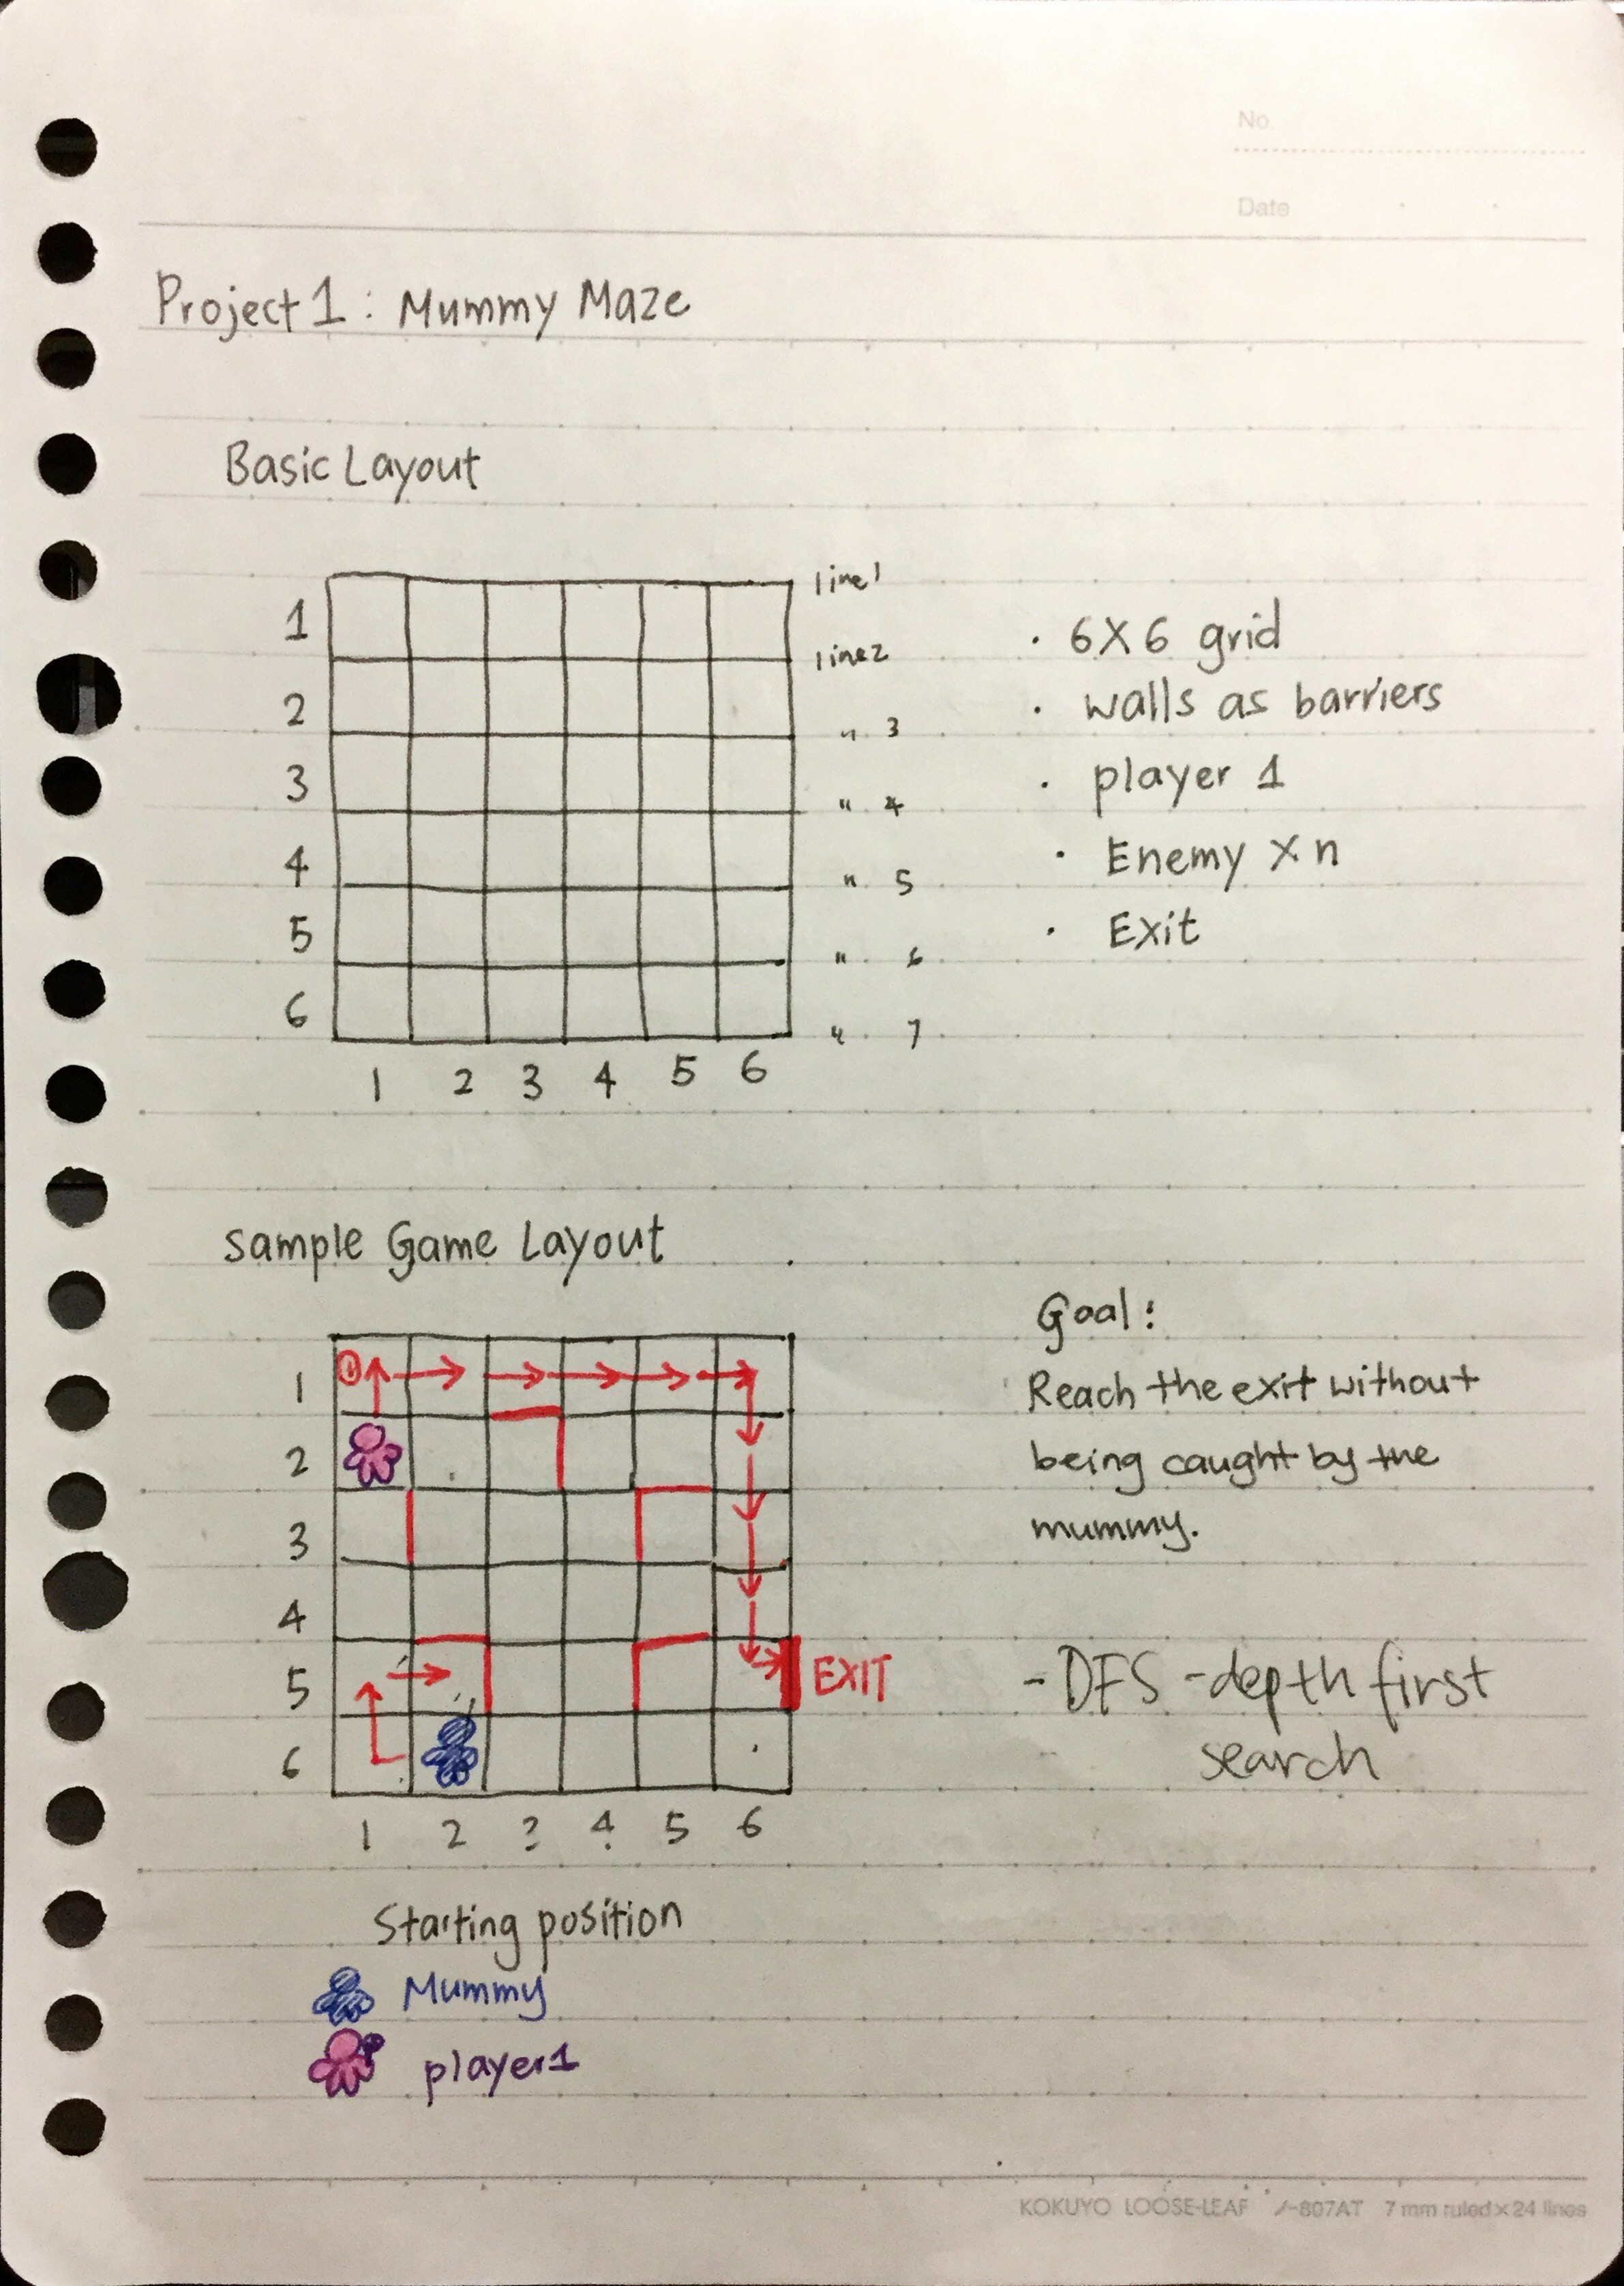 No.
Date
Project 1 : Mummy Maze
Basic Layout
line 1
1
line 2
2
" 3
3
" 4
4
" 5
5
" 6
6
" 7
1 2 3 4 5 6
· 6X6 grid
· walls as barriers
· player 1
· Enemy X n
· Exit
Sample Game Layout
1
2
3
4
5
6
1 2 3 4 5 6
EXIT
Goal :
Reach the exit without
being caught by the
mummy.
- DFS - depth first
search
Starting position
Mummy
player1
KOKUYO LOOSE-LEAF ノ-807AT 7 mm ruled × 24 lines